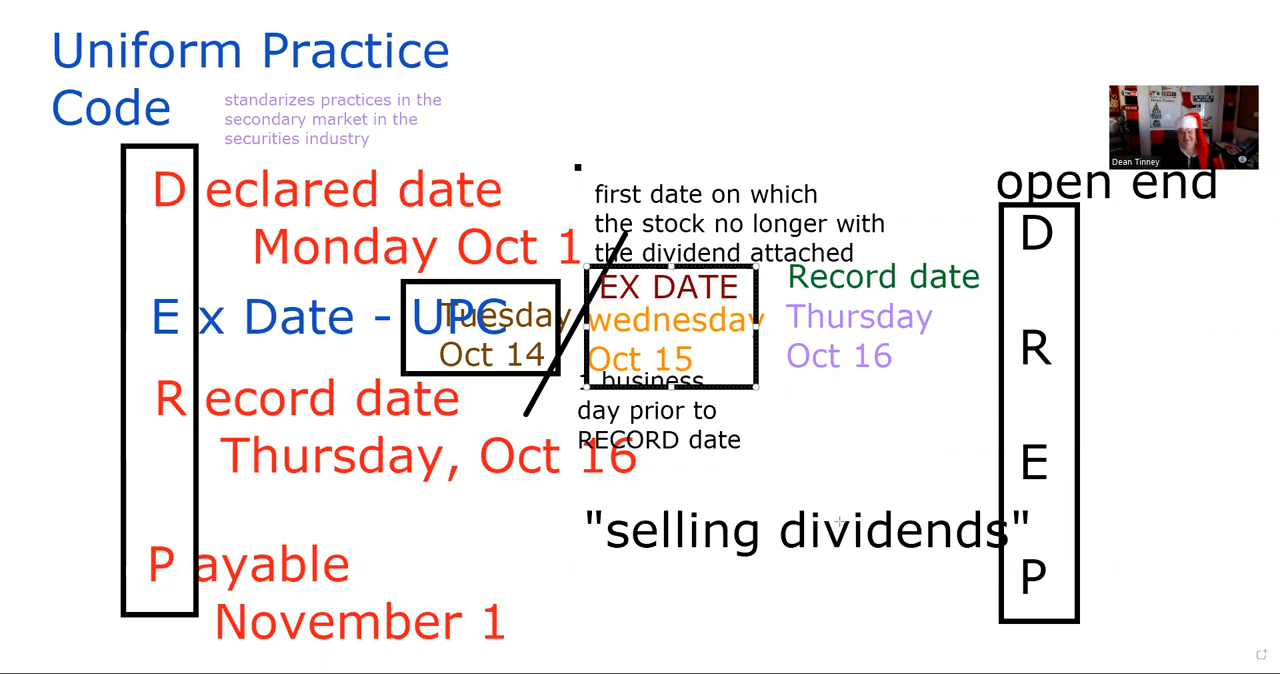 Uniform Practice
Code
standarizes practices in the
secondary market in the
securities industry
Dean Tinney
D eclared date
Monday Oct 1
E x Date - UPC
Tuesday
Oct 14
R ecord date
Thursday, Oct 16
P ayable
November 1
first date on which
the stock no longer with
the dividend attached
EX DATE
wednesday
Oct 15
1 business
day prior to
RECORD date
Record date
Thursday
Oct 16
"selling dividends"
open end
D
R
E
P